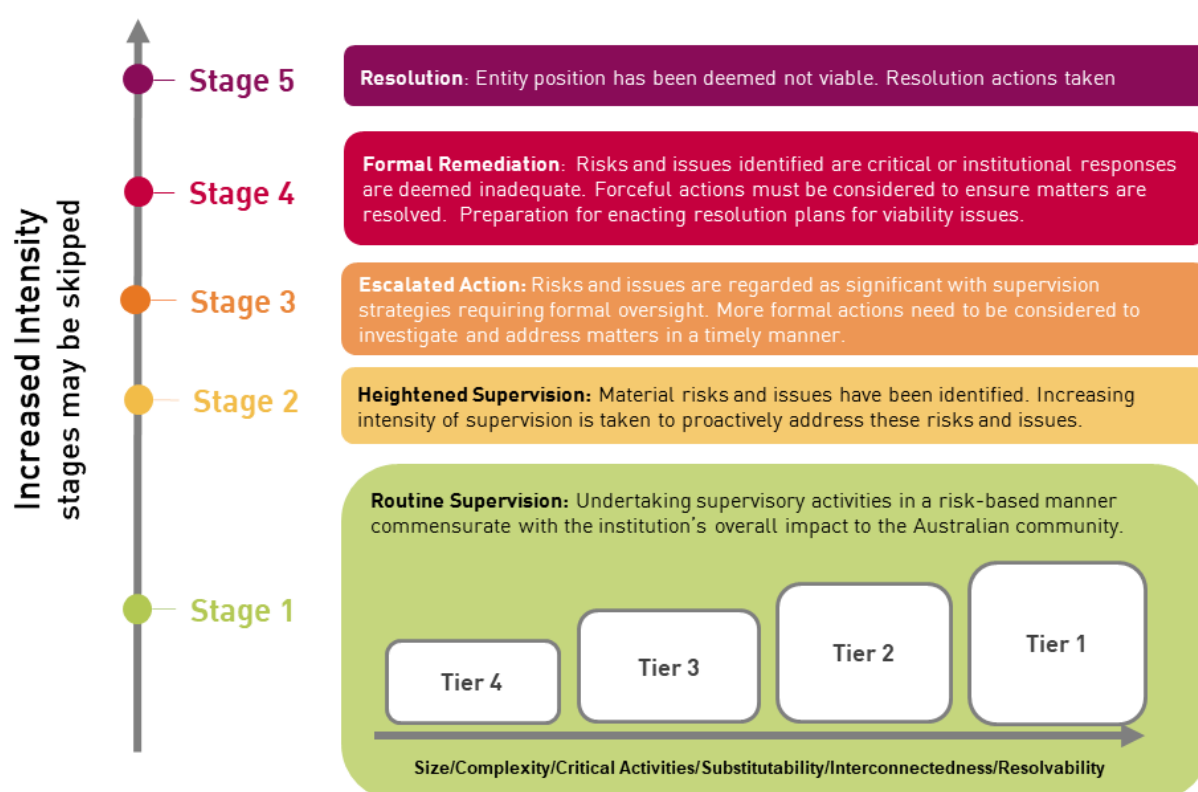 Increased Intensity
stages may be skipped
Stage 5
Resolution: Entity position has been deemed not viable. Resolution actions taken
Stage 4
Formal Remediation:  Risks and issues identified are critical or institutional responses
are deemed inadequate. Forceful actions must be considered to ensure matters are
resolved.  Preparation for enacting resolution plans for viability issues.
Stage 3
Escalated Action: Risks and issues are regarded as significant with supervision
strategies requiring formal oversight. More formal actions need to be considered to
investigate and address matters in a timely manner.
Stage 2
Heightened Supervision: Material risks and issues have been identified. Increasing
intensity of supervision is taken to proactively address these risks and issues.
Stage 1
Routine Supervision: Undertaking supervisory activities in a risk-based manner
commensurate with the institution's overall impact to the Australian community.
Tier 4
Tier 3
Tier 2
Tier 1
Size/Complexity/Critical Activities/Substitutability/Interconnectedness/Resolvability